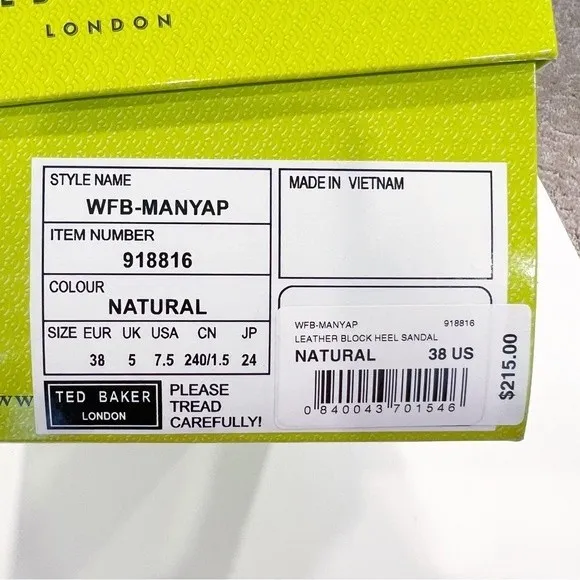 LONDON
STYLE NAME
WFB-MANYAP
ITEM NUMBER
918816
COLOUR
NATURAL
SIZE EUR UK USA CN JP
38 5 7.5 240/1.5 24
TED BAKER
LONDON
PLEASE
TREAD
CAREFULLY!
MADE IN VIETNAM
WFB-MANYAP 918816
LEATHER BLOCK HEEL SANDAL
NATURAL 38 US
0 840043 701546
$215.00